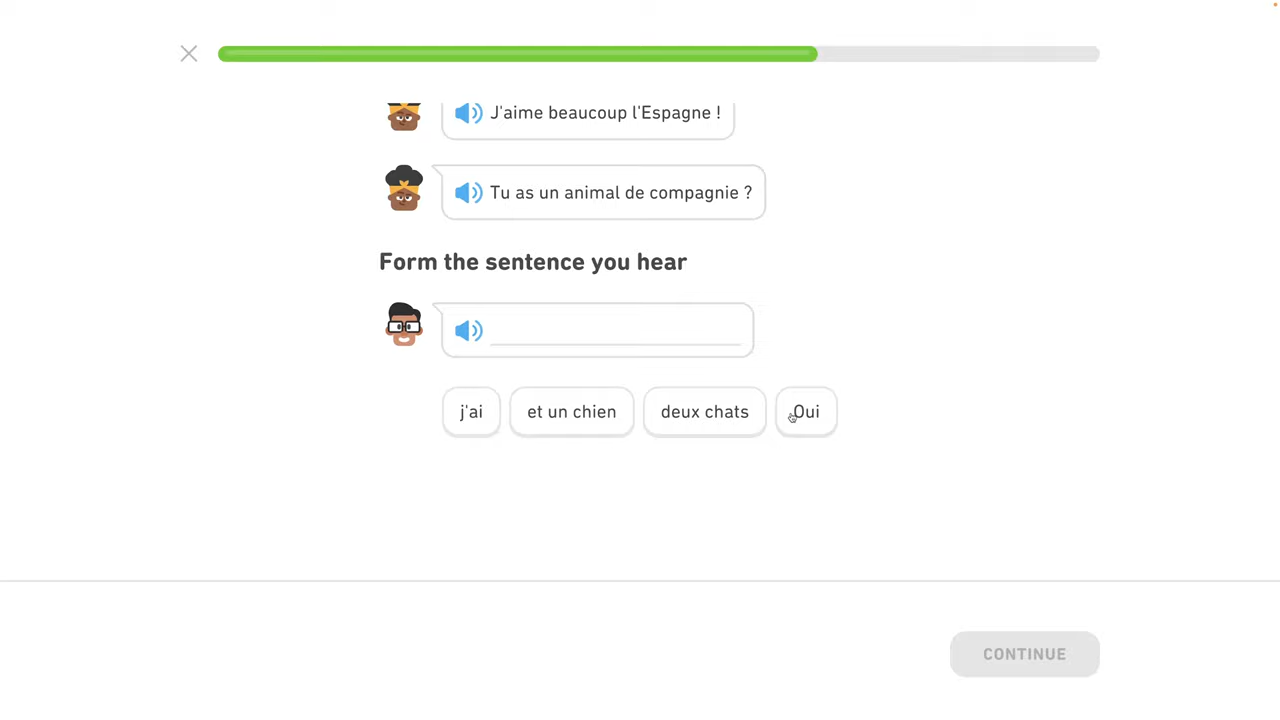 J'aime beaucoup l'Espagne !
Tu as un animal de compagnie ?
Form the sentence you hear
j'ai
et un chien
deux chats
Oui
CONTINUE